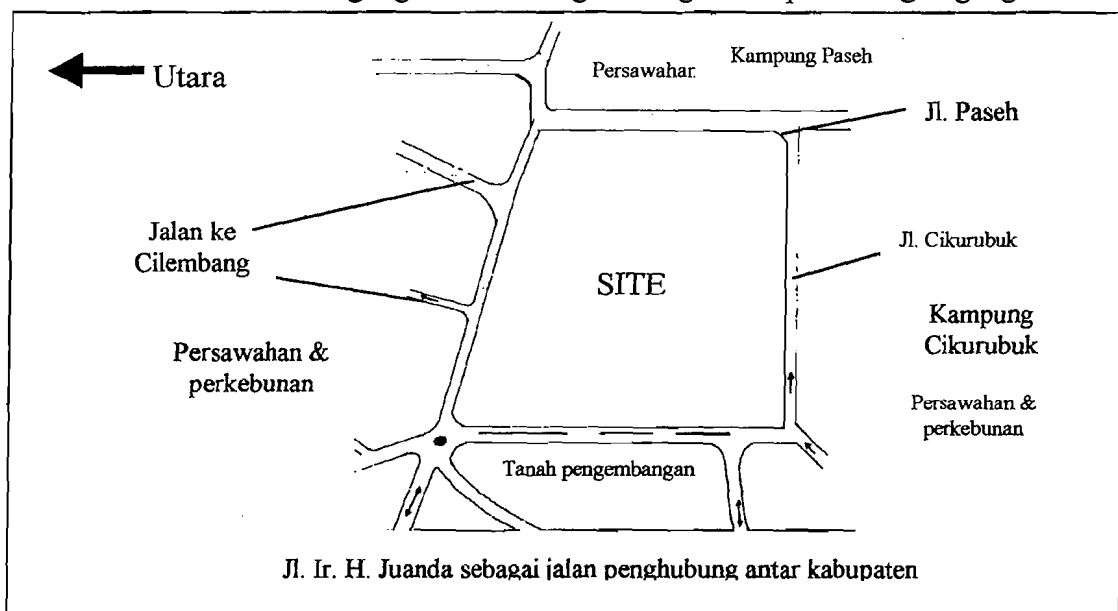 Utara
Persawahan
Kampung Paseh
Jl. Paseh
Jalan ke
Cilembang
Jl. Cikurubuk
SITE
Kampung
Cikurubuk
Persawahan &
perkebunan
Persawahan &
perkebunan
Tanah pengembangan
Jl. Ir. H. Juanda sebagai jalan penghubung antar kabupaten